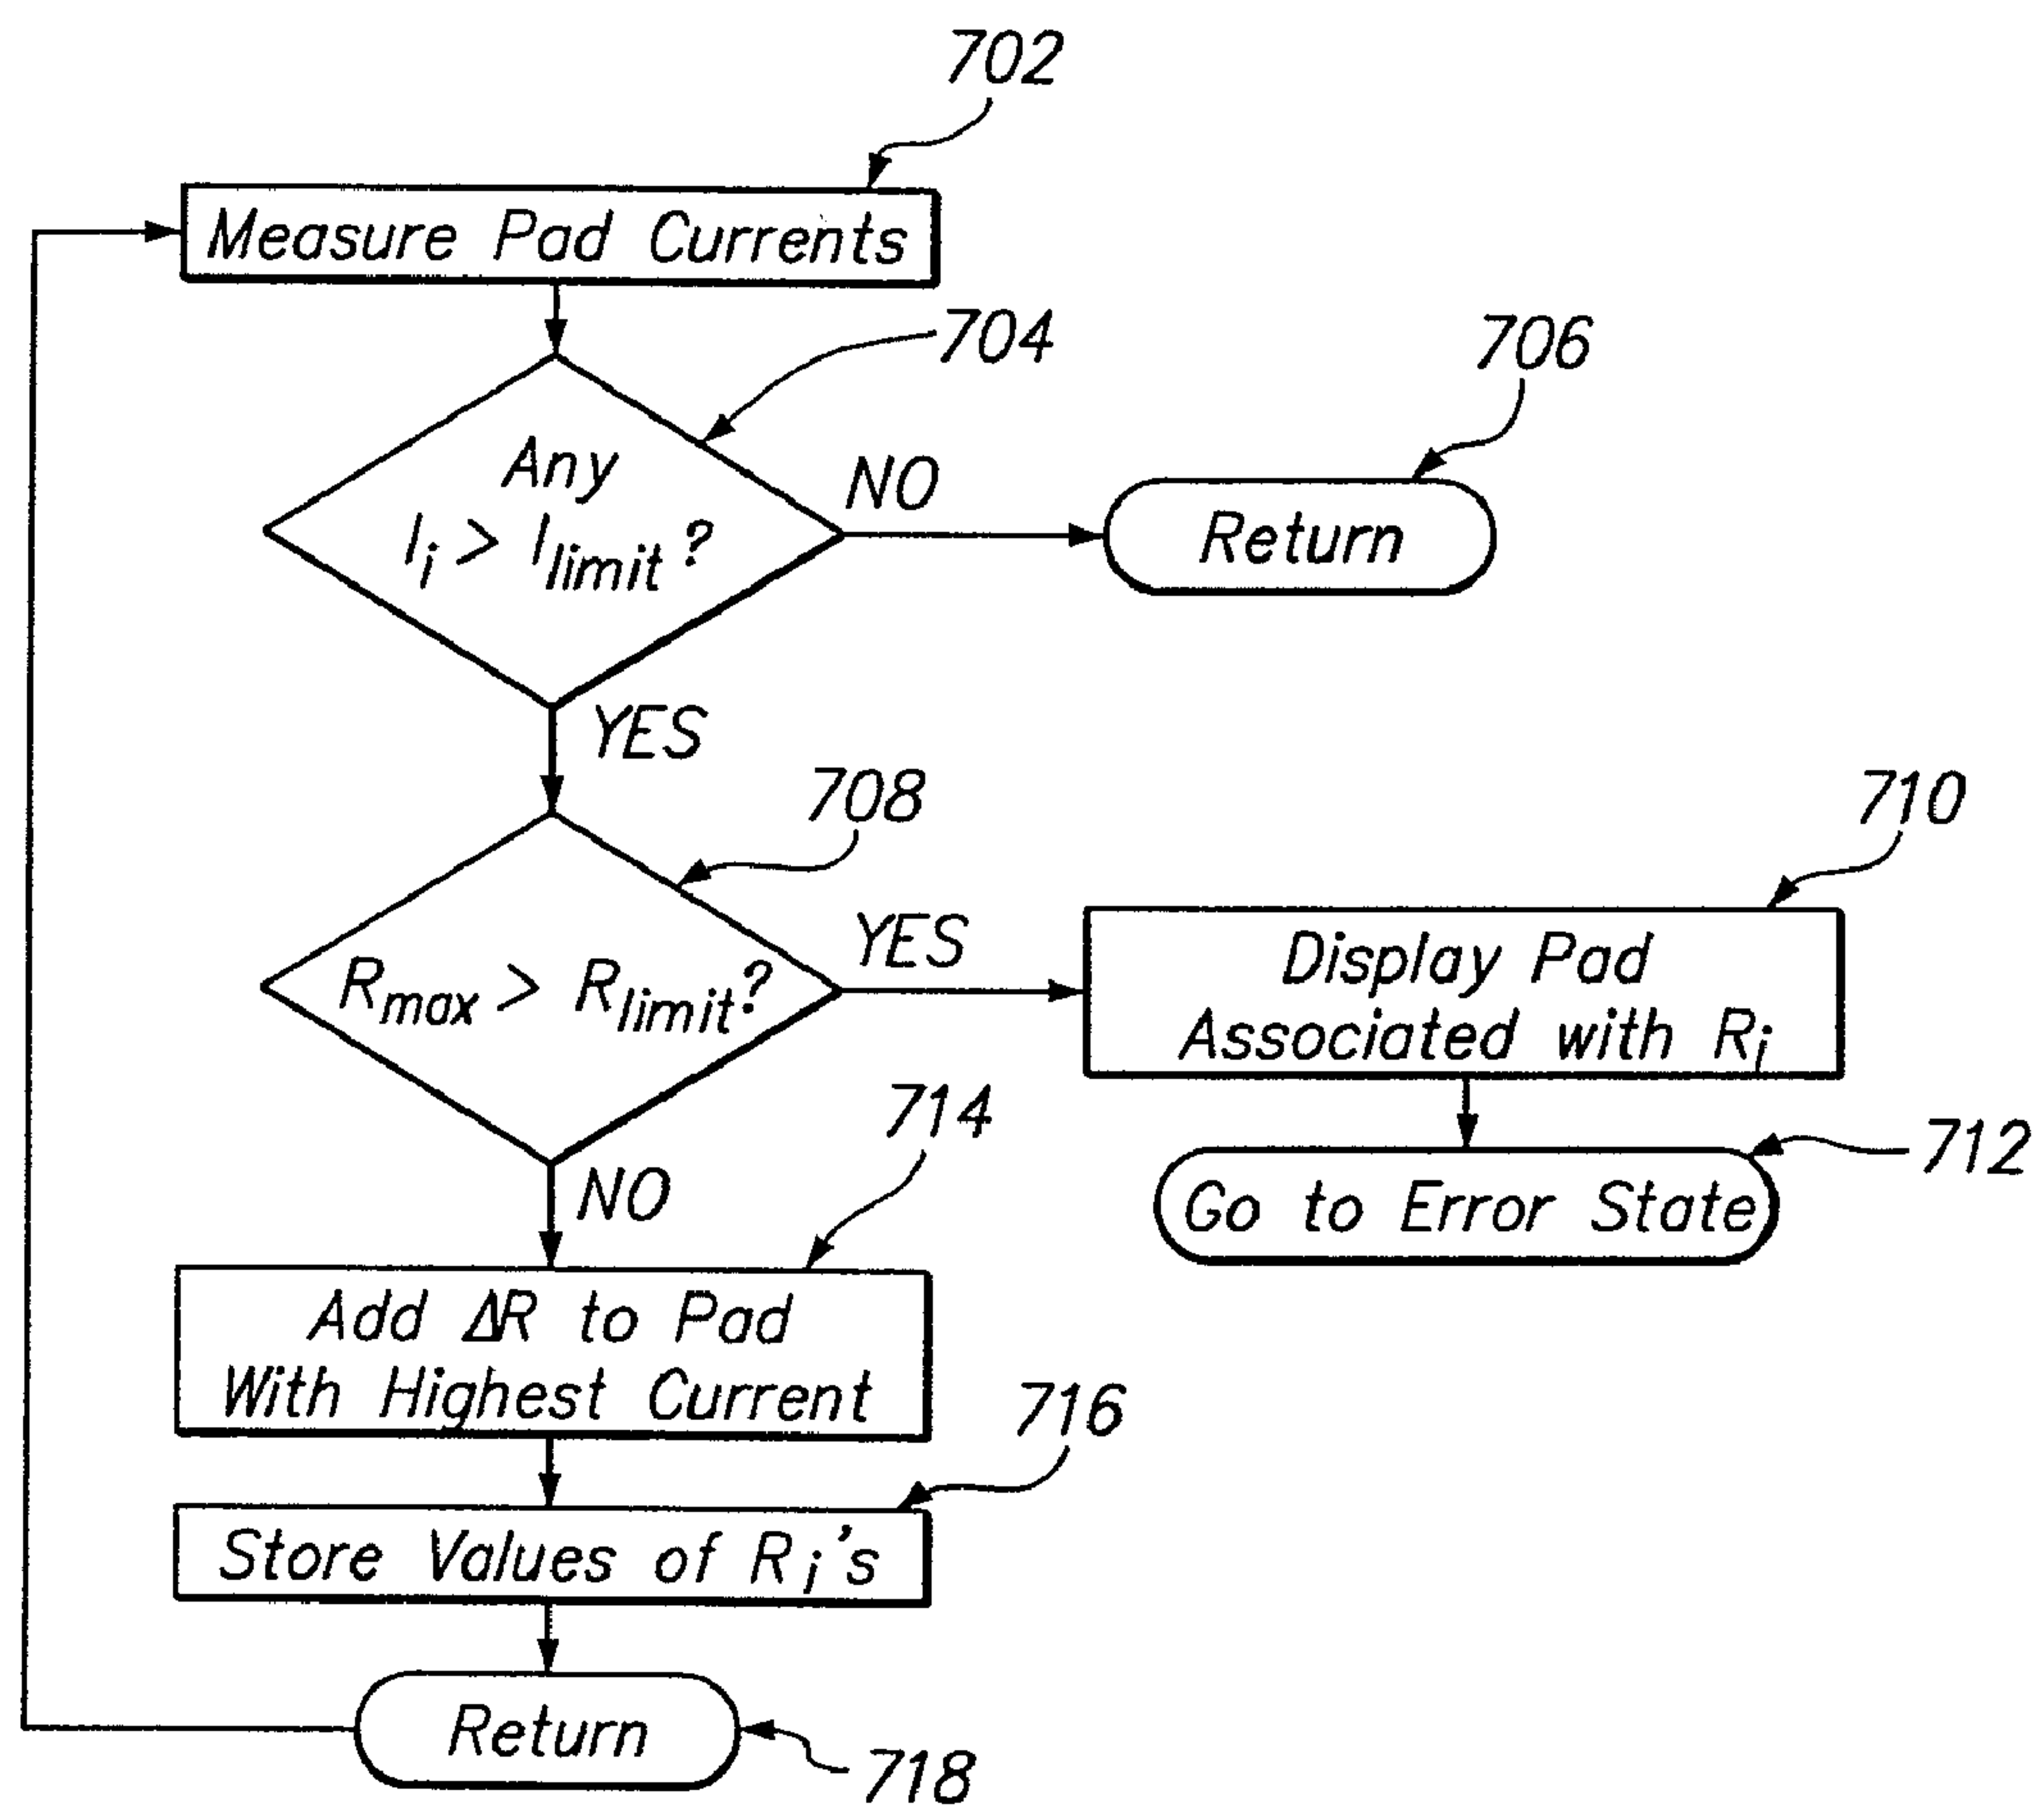 702
Measure Pad Currents
704
706
Any
I_i > I_limit?
NO
Return
YES
708
710
R_max > R_limit?
YES
Display Pad
Associated with R_i
714
712
NO
Go to Error State
Add ΔR to Pad
With Highest Current
716
Store Values of R_i's
Return
718